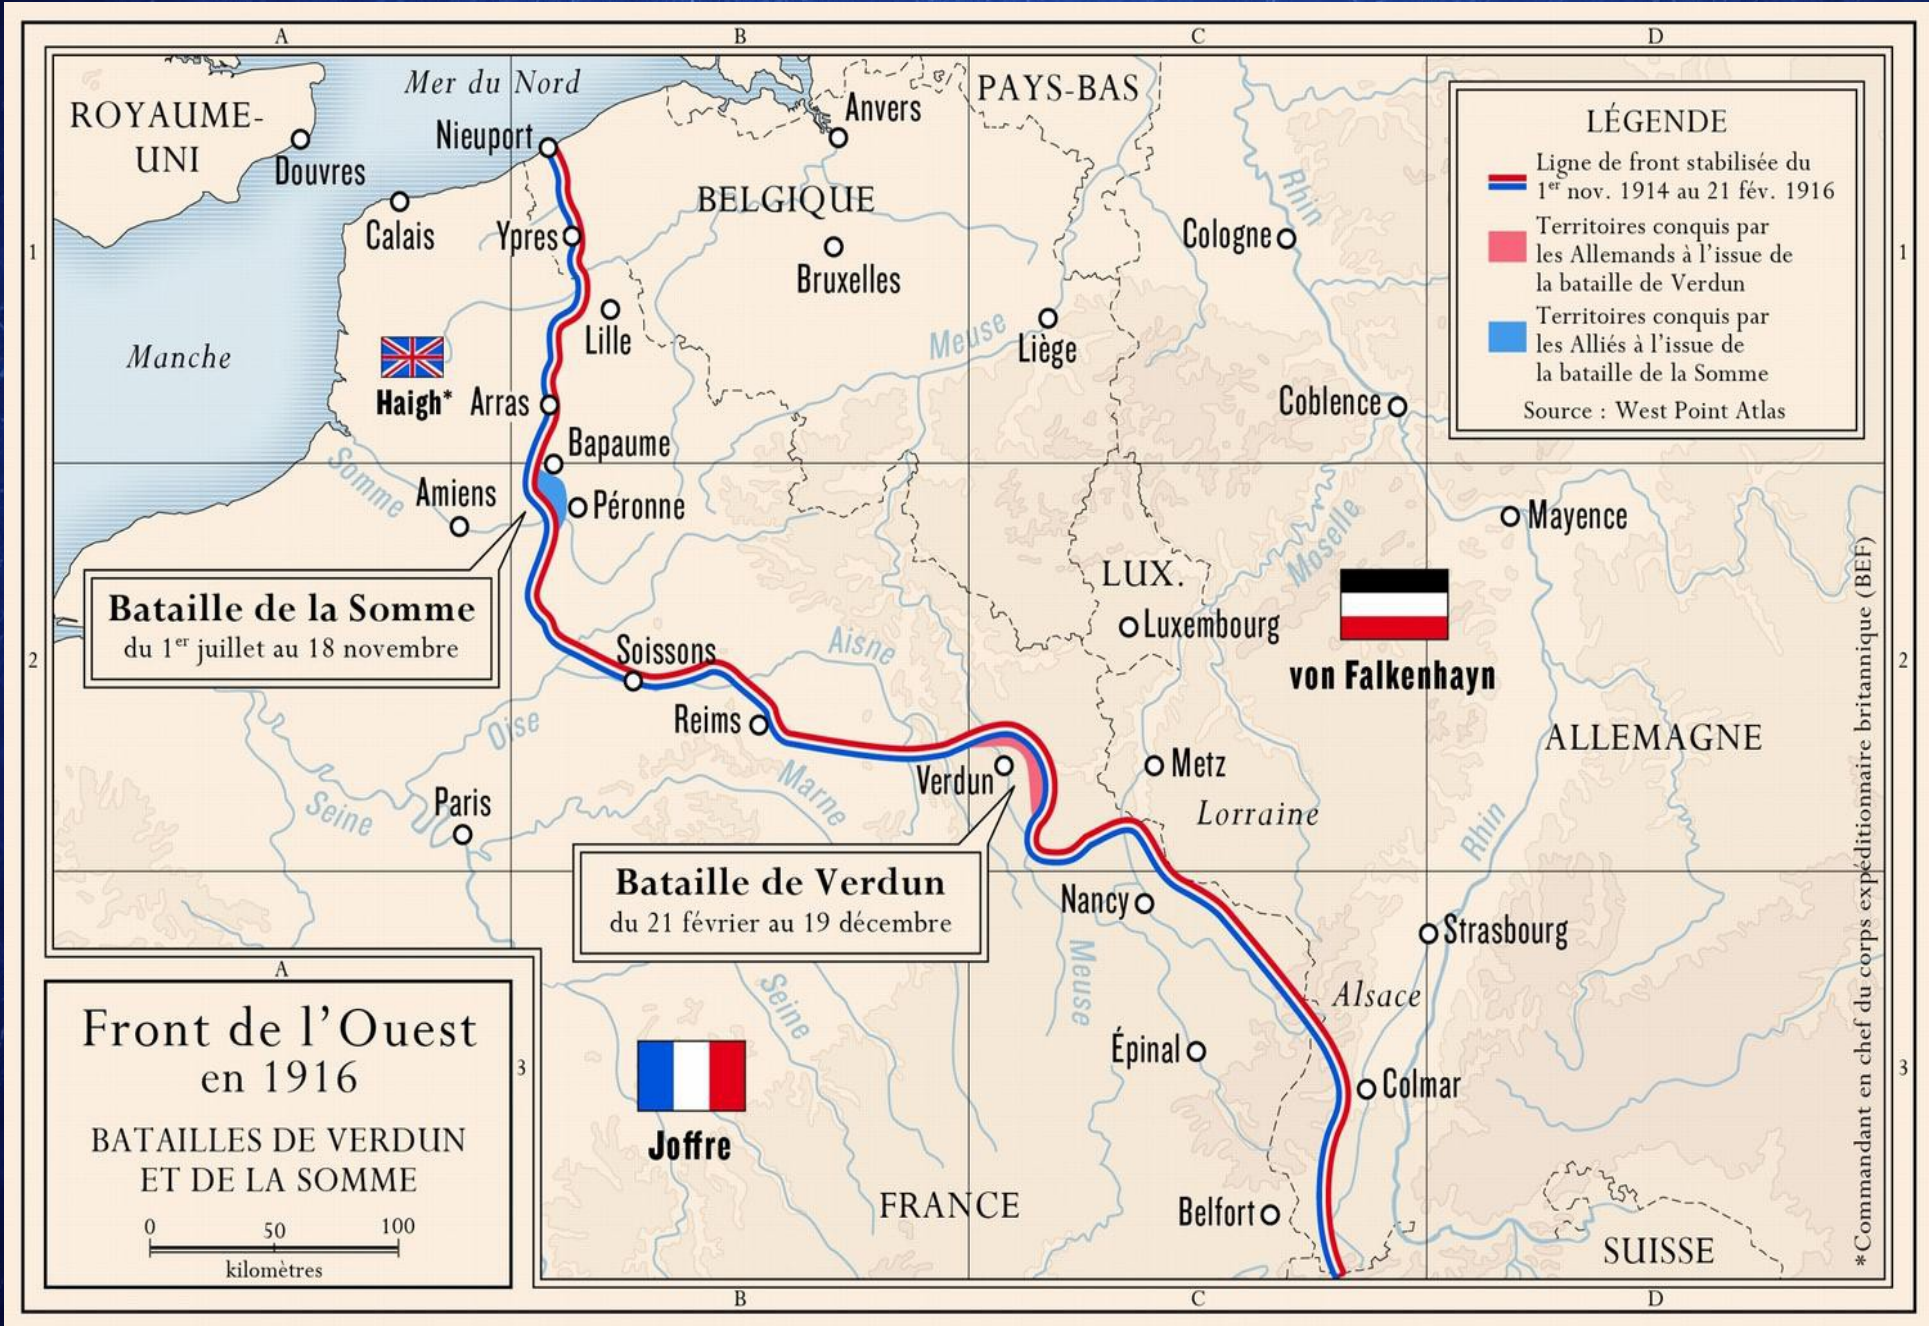 A
B
C
D
Mer du Nord
PAYS-BAS
ROYAUME-
UNI
Douvres
Nieuport
Anvers
Calais
BELGIQUE
Ypres
Bruxelles
Cologne
Rhin
LÉGENDE
Ligne de front stabilisée du
1er nov. 1914 au 21 fév. 1916
Territoires conquis par
les Allemands à l'issue de
la bataille de Verdun
Territoires conquis par
les Alliés à l'issue de
la bataille de la Somme
Source : West Point Atlas
1
1
Manche
Lille
Meuse
Liège
Haigh*
Arras
Coblence
Bapaume
Somme
Amiens
Péronne
Moselle
Mayence
LUX.
Luxembourg
Bataille de la Somme
du 1er juillet au 18 novembre
von Falkenhayn
2
2
Soissons
Aisne
Reims
Oise
ALLEMAGNE
Seine
Paris
Marne
Verdun
Metz
Lorraine
Rhin
Bataille de Verdun
du 21 février au 19 décembre
Nancy
Strasbourg
Meuse
Seine
Alsace
Épinal
Colmar
Joffre
FRANCE
Belfort
SUISSE
3
3
A
Front de l'Ouest
en 1916
BATAILLES DE VERDUN
ET DE LA SOMME
0 50 100
kilomètres
*Commandant en chef du corps expéditionnaire britannique (BEF)
B
C
D